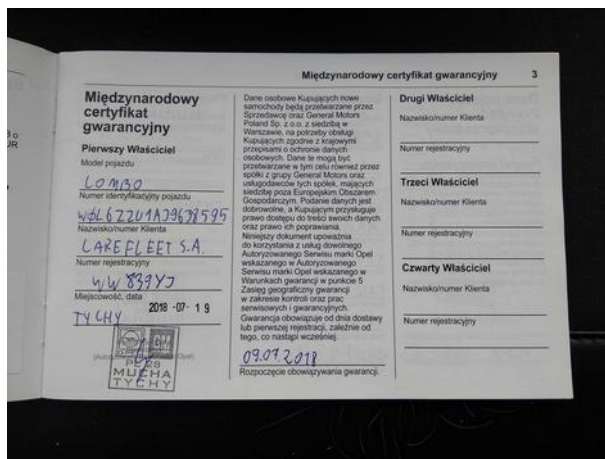 Międzynarodowy certyfikat gwarancyjny 3
Międzynarodowy
certyfikat
gwarancyjny
Pierwszy Właściciel
Model pojazdu
COMBO
Numer identyfikacyjny pojazdu
Nazwisko/numer Klienta
CAREFLEET S.A.
Numer rejestracyjny
WW 839YJ
Miejscowość, data
TYCHY 2018 -07- 19
PL 28
MUCHA
TYCHY
Dane osobowe Kupujących nowe
samochody będą przetwarzane przez
Sprzedawcę oraz General Motors
Poland Sp. z o.o. z siedzibą w
Warszawie, na potrzeby obsługi
Kupujących zgodnie z krajowymi
przepisami o ochronie danych
osobowych. Dane te mogą być
przetwarzane w tym celu również przez
spółki z grupy General Motors oraz
usługodawców tych spółek, mających
siedzibę poza Europejskim Obszarem
Gospodarczym. Podanie danych jest
dobrowolne, a Kupującym przysługuje
prawo dostępu do treści swoich danych
oraz prawo ich poprawiania.
Niniejszy dokument upoważnia
do korzystania z usług dowolnego
Autoryzowanego Serwisu marki Opel
wskazanego w Autoryzowanego
Serwisu marki Opel wskazanego w
Warunkach gwarancji w punkcie 5
Zasięg geograficzny gwarancji
w zakresie kontroli oraz prac
serwisowych i gwarancyjnych.
Gwarancja obowiązuje od dnia dostawy
lub pierwszej rejestracji, zależnie od
tego, co nastąpi wcześniej.
09.07.2018
Rozpoczęcie obowiązywania gwarancji.
Drugi Właściciel
Nazwisko/numer Klienta
Numer rejestracyjny
Trzeci Właściciel
Nazwisko/numer Klienta
Numer rejestracyjny
Czwarty Właściciel
Nazwisko/numer Klienta
Numer rejestracyjny